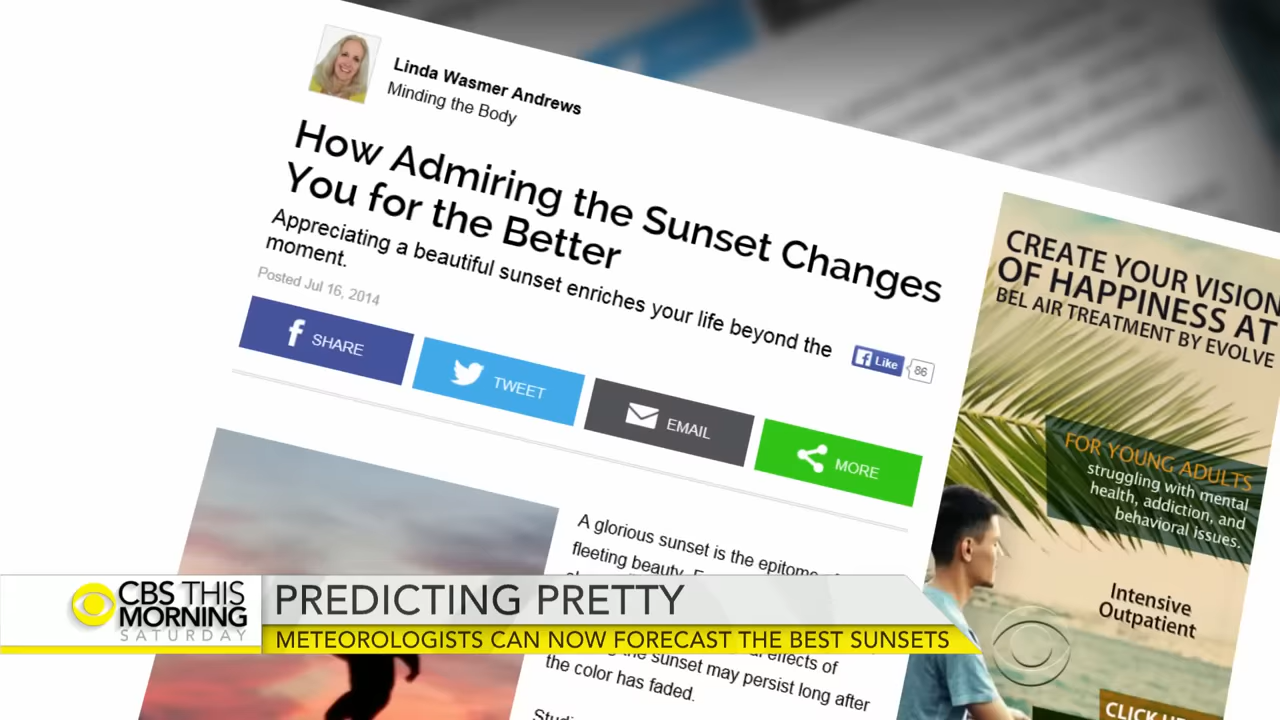 Linda Wasmer Andrews
Minding the Body
How Admiring the Sunset Changes
You for the Better
Appreciating a beautiful sunset enriches your life beyond the
moment.
Posted Jul 16, 2014
Like 86
SHARE
TWEET
EMAIL
MORE
A glorious sunset is the epitome
fleeting beauty.
effects of
sunset may persist long after
the color has faded.
CREATE YOUR VISION
OF HAPPINESS AT
BEL AIR TREATMENT BY EVOLVE
FOR YOUNG ADULTS
struggling with mental
health, addiction, and
behavioral issues.
Intensive
Outpatient
CLICK
CBS THIS
MORNING
SATURDAY
PREDICTING PRETTY
METEOROLOGISTS CAN NOW FORECAST THE BEST SUNSETS